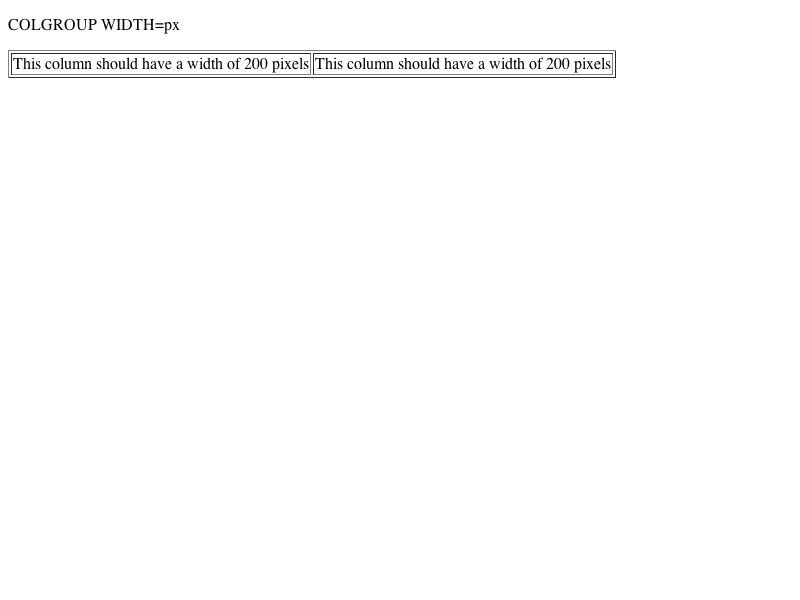 COLGROUP WIDTH=px
This column should have a width of 200 pixels This column should have a width of 200 pixels